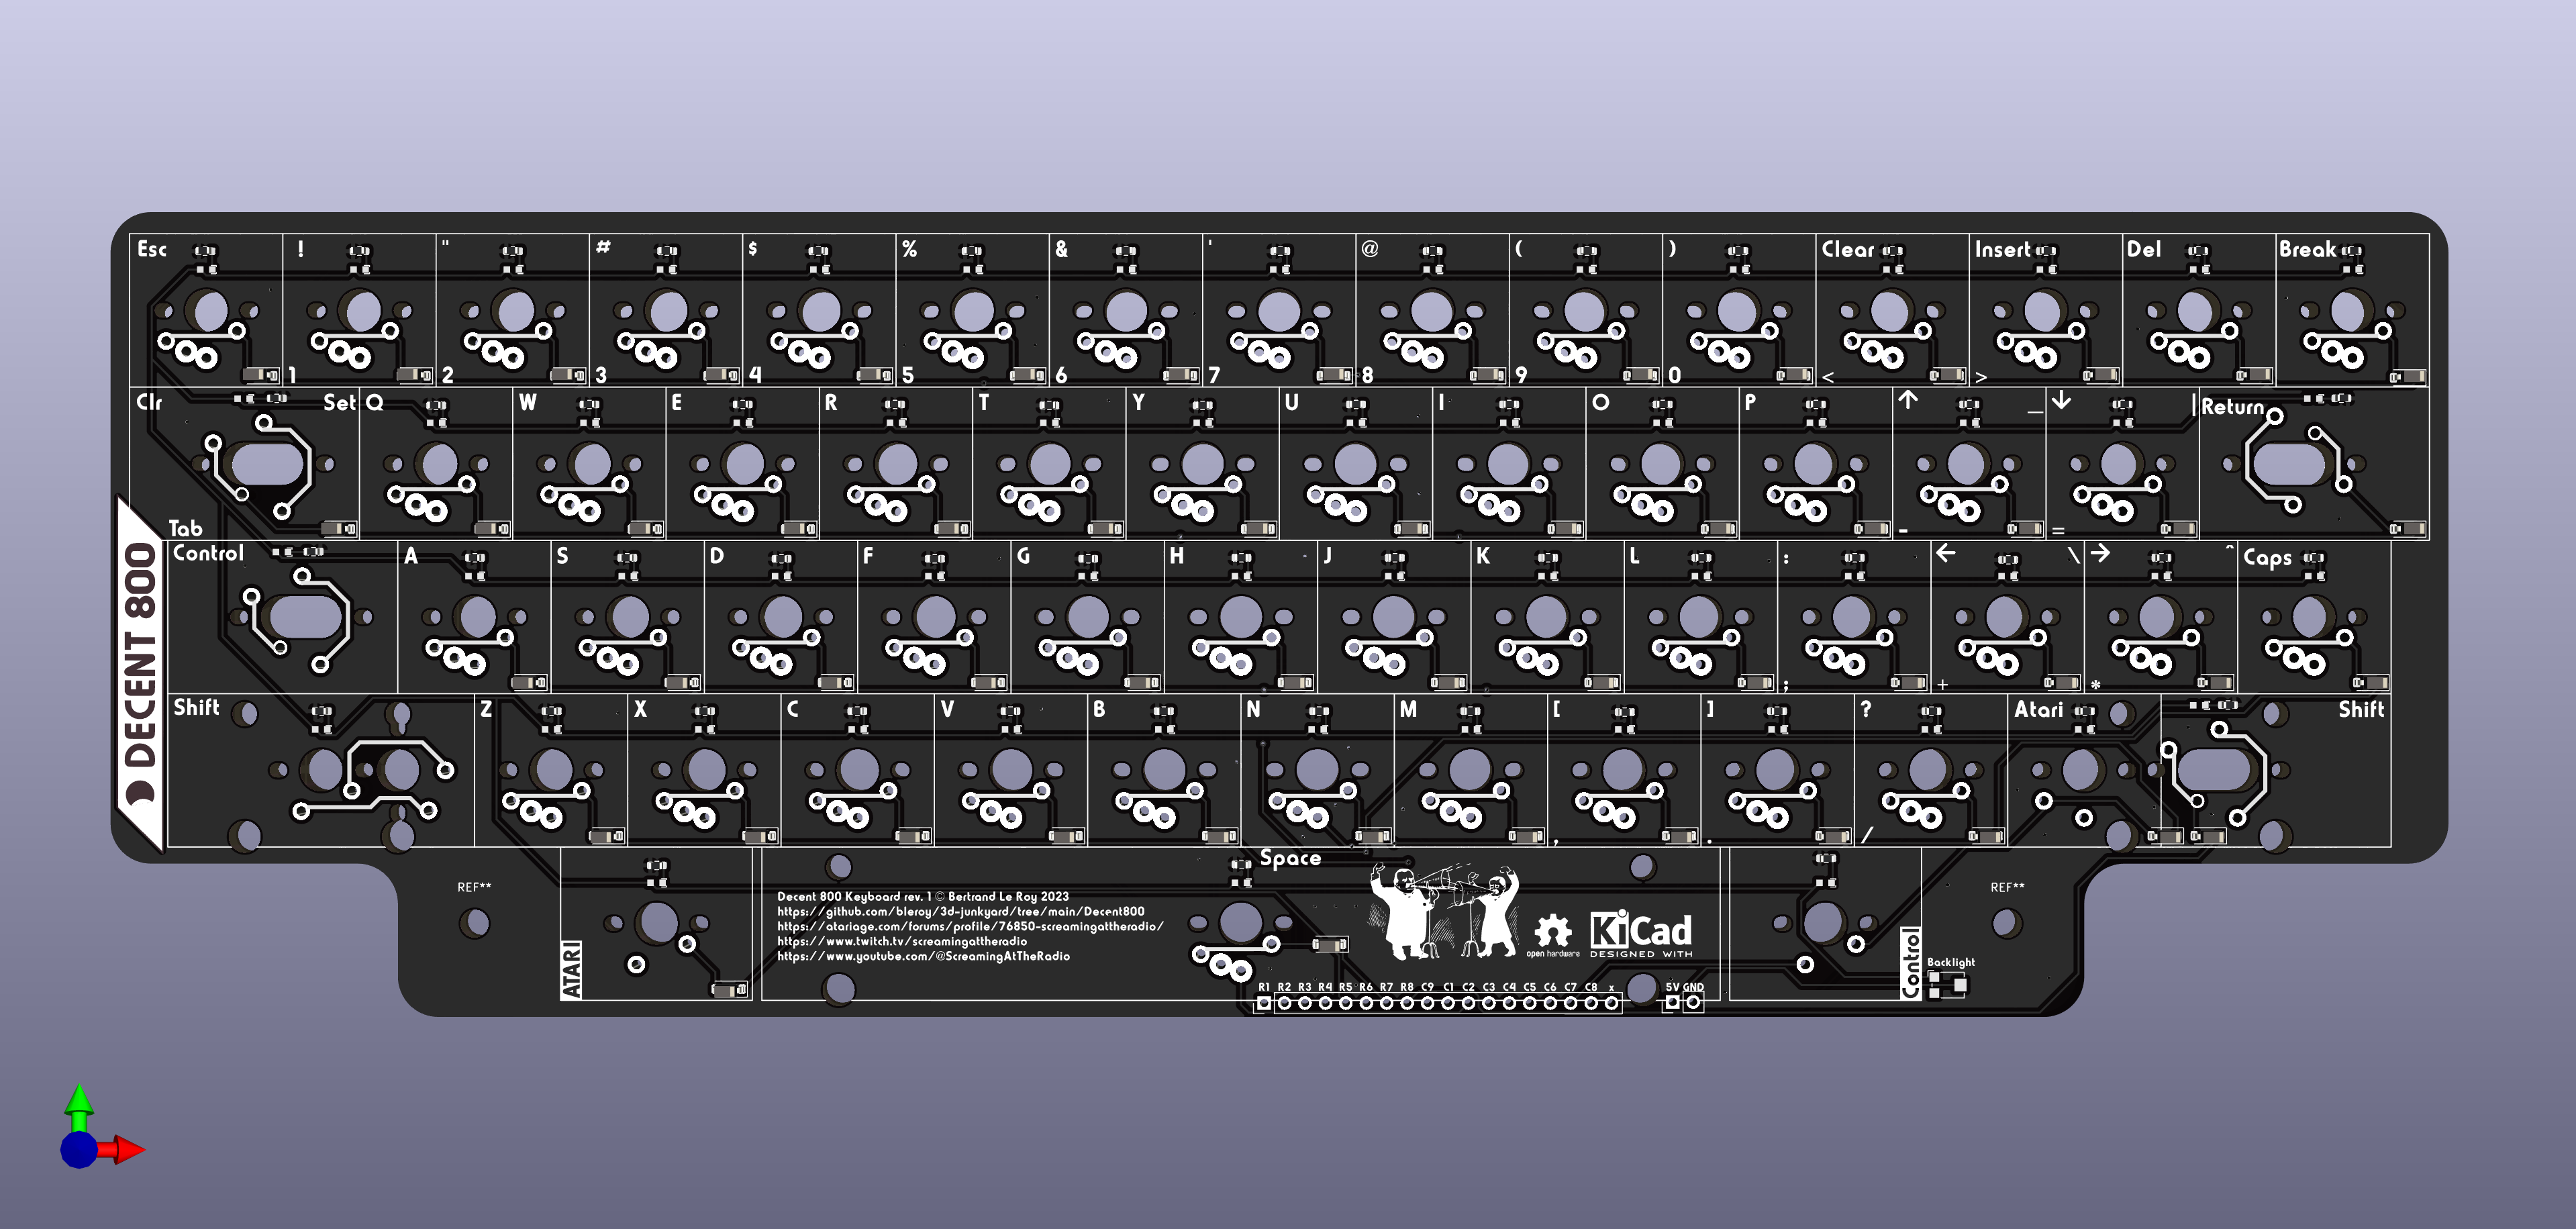 Esc ! " # $ % & ' @ ( ) Clear Insert Del Break
1 2 3 4 5 6 7 8 9 0 < >
Clr Set Q W E R T Y U I O P ↑ _ ↓ | Return
Tab - =
DECENT 800
Control A S D F G H J K L : ← \ → ^ Caps
; + *
Shift Z X C V B N M [ ] ? Atari Shift
, . /
Space
REF**
REF**
ATARI
Decent 800 Keyboard rev. 1 © Bertrand Le Roy 2023
https://github.com/bleroy/3d-junkyard/tree/main/Decent800
https://atariage.com/forums/profile/76850-screamingattheradio/
https://www.twitch.tv/screamingattheradio
https://www.youtube.com/@ScreamingAtTheRadio
open hardware
KiCad
DESIGNED WITH
Control
Backlight
R1 R2 R3 R4 R5 R6 R7 R8 C9 C1 C2 C3 C4 C5 C6 C7 C8 x 5V GND